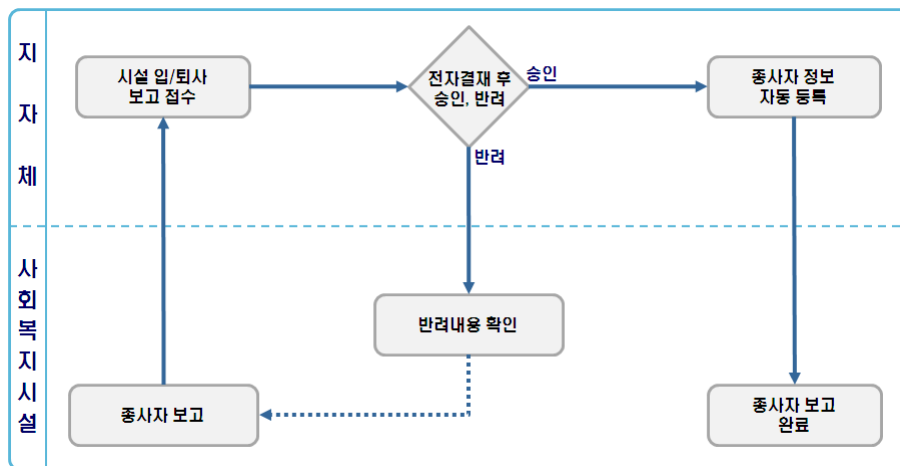 지자체
시설 입/퇴사
보고 접수
전자결재 후
승인, 반려
승인
종사자 정보
자동 등록
반려
사회복지시설
반려내용 확인
종사자 보고
종사자 보고
완료